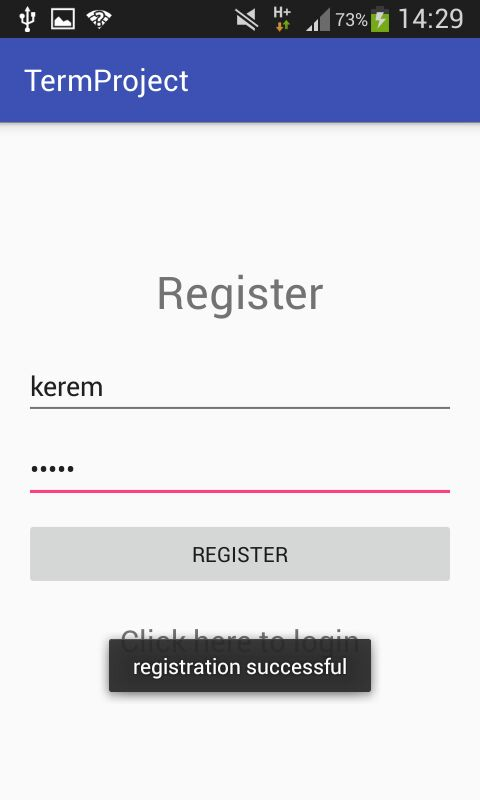 H+ 73% 14:29
TermProject
Register
kerem
•••••
REGISTER
Click here to login
registration successful